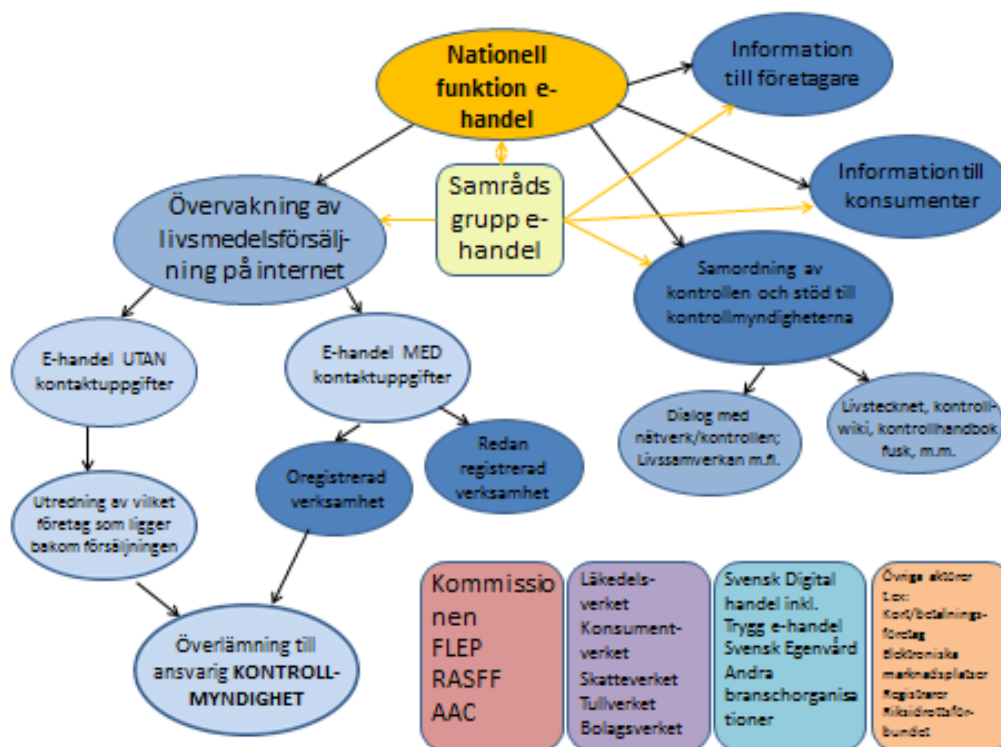 Nationell
funktion e-
handel
Information
till företagare
Information till
konsumenter
Samråds
grupp e-
handel
Övervakning av
livsmedelsförsälj-
ning på internet
Samordning av
kontrollen och stöd till
kontrollmyndigheterna
E-handel UTAN
kontaktuppgifter
E-handel MED
kontaktuppgifter
Dialog med
nätverk/kontrollen;
Livssamverkan m.fl.
Livstecknet, kontroll-
wiki, kontrollhandbok
fusk, m.m.
Oregistrerad
verksamhet
Redan
registrerad
verksamhet
Utredning av vilket
företag som ligger
bakom försäljningen
Överlämning till
ansvarig KONTROLL-
MYNDIGHET
Kommissio
nen
FLEP
RASFF
AAC
Läkedels-
verket
Konsument-
verket
Skatteverket
Tullverket
Bolagsverket
Svensk Digital
handel inkl.
Trygg e-handel
Svensk Egenvård
Andra
branschorganisa
tioner
Övriga aktörer
t.ex:
Kort/betalnings-
företag
Elektroniska
marknadsplatser
Registrarer
Riksidrottsför-
bundet